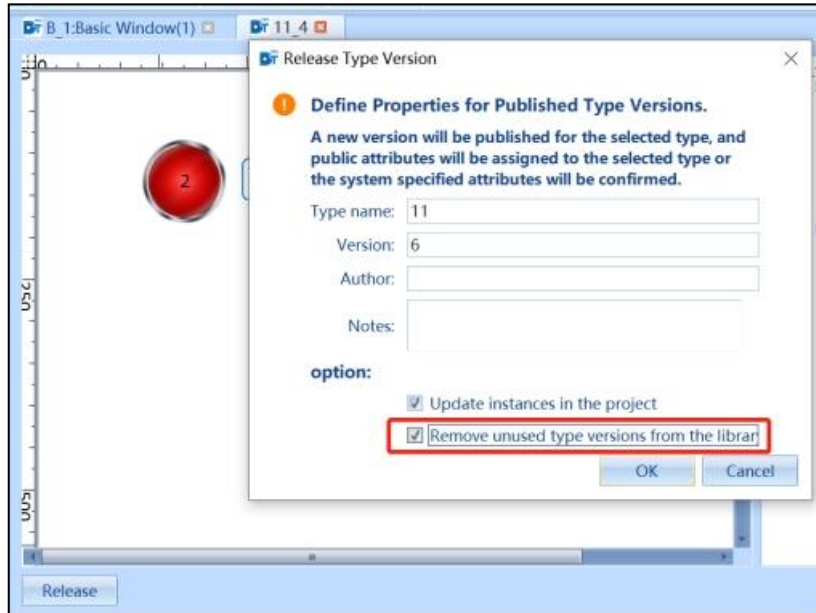 B_1:Basic Window(1)
11_4
Release Type Version
2
Define Properties for Published Type Versions.
A new version will be published for the selected type, and
public attributes will be assigned to the selected type or
the system specified attributes will be confirmed.
Type name: 11
Version: 6
Author:
Notes:
option:
Update instances in the project
Remove unused type versions from the librar
OK Cancel
250
500
Release